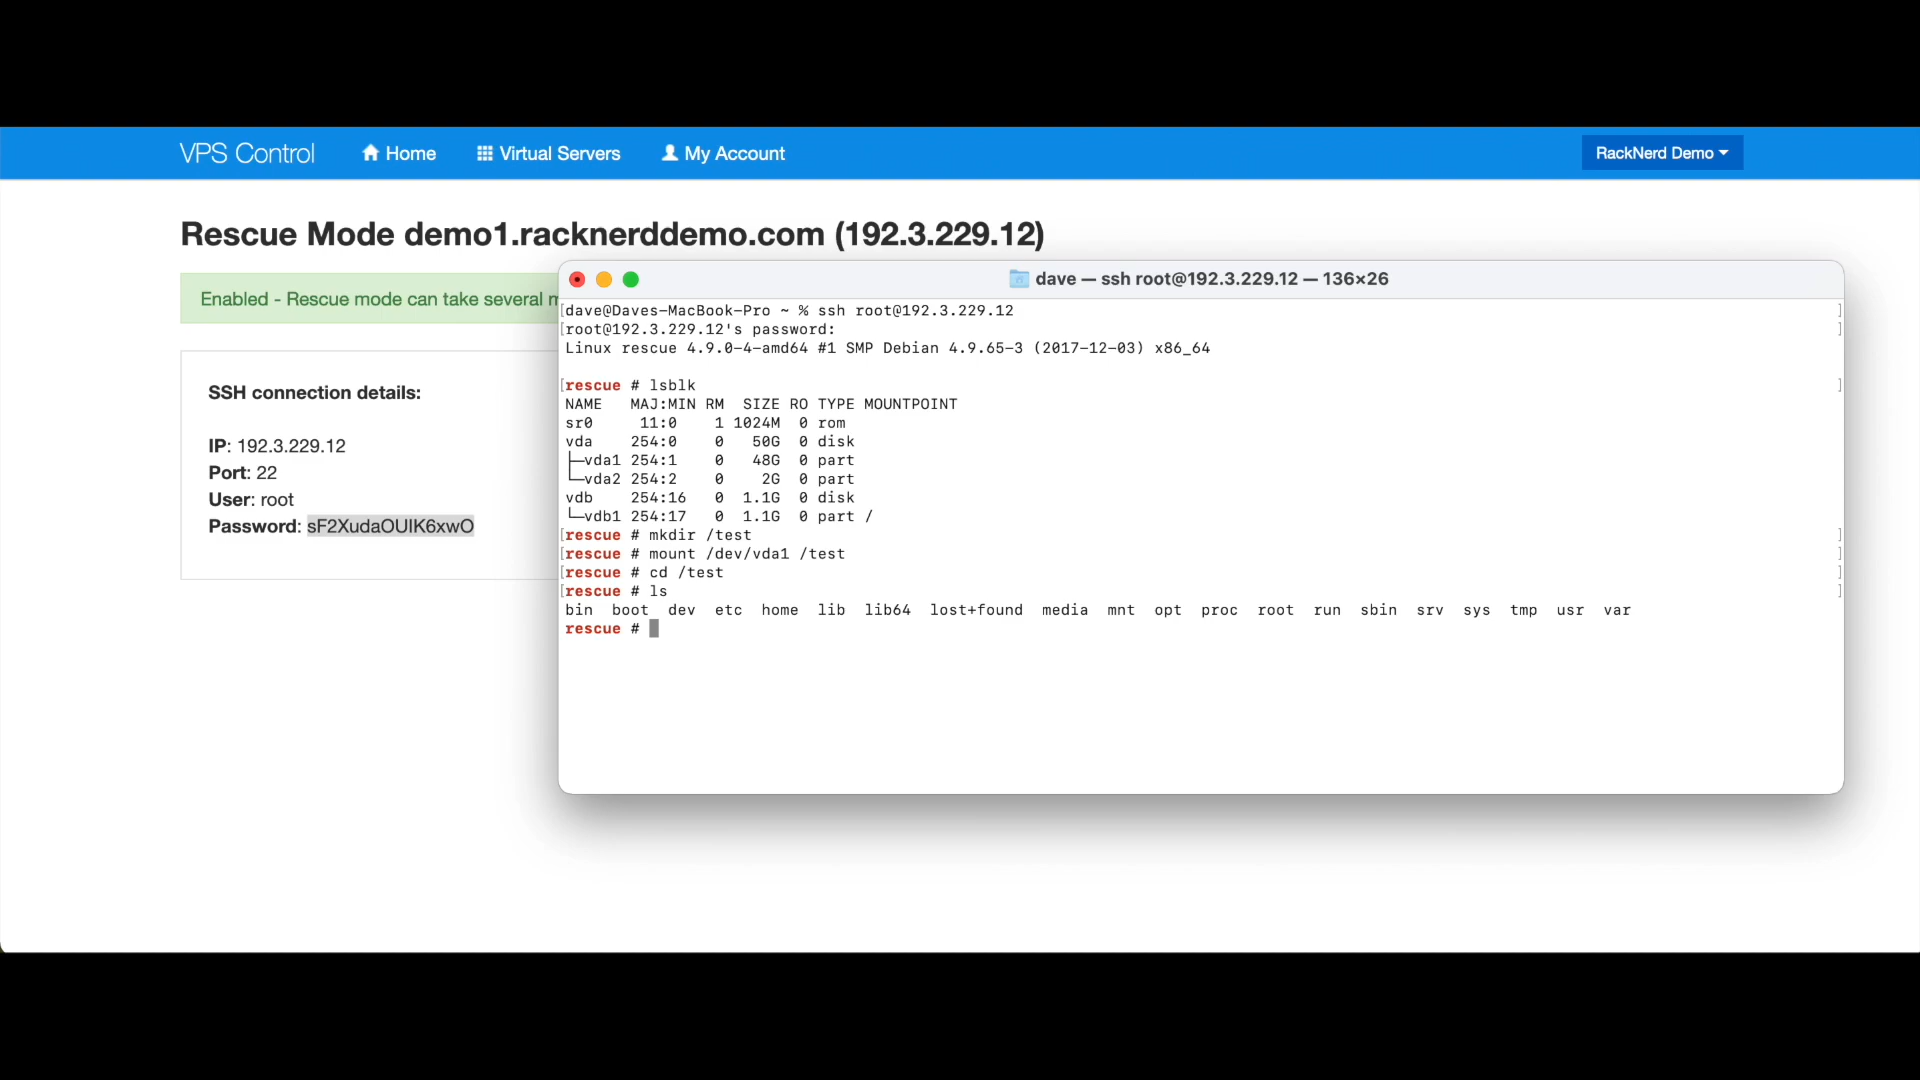 VPS Control Home Virtual Servers My Account RackNerd Demo
Rescue Mode demo1.racknerddemo.com (192.3.229.12)
Enabled - Rescue mode can take several
SSH connection details:
IP: 192.3.229.12
Port: 22
User: root
Password: sF2XudaOUIK6xwO
dave — ssh root@192.3.229.12 — 136×26
[dave@Daves-MacBook-Pro ~ % ssh root@192.3.229.12 ]
[root@192.3.229.12's password: ]
Linux rescue 4.9.0-4-amd64 #1 SMP Debian 4.9.65-3 (2017-12-03) x86_64
[rescue # lsblk ]
NAME MAJ:MIN RM SIZE RO TYPE MOUNTPOINT
sr0 11:0 1 1024M 0 rom
vda 254:0 0 50G 0 disk
├─vda1 254:1 0 48G 0 part
└─vda2 254:2 0 2G 0 part
vdb 254:16 0 1.1G 0 disk
└─vdb1 254:17 0 1.1G 0 part /
[rescue # mkdir /test ]
[rescue # mount /dev/vda1 /test ]
[rescue # cd /test ]
[rescue # ls ]
bin boot dev etc home lib lib64 lost+found media mnt opt proc root run sbin srv sys tmp usr var
rescue #